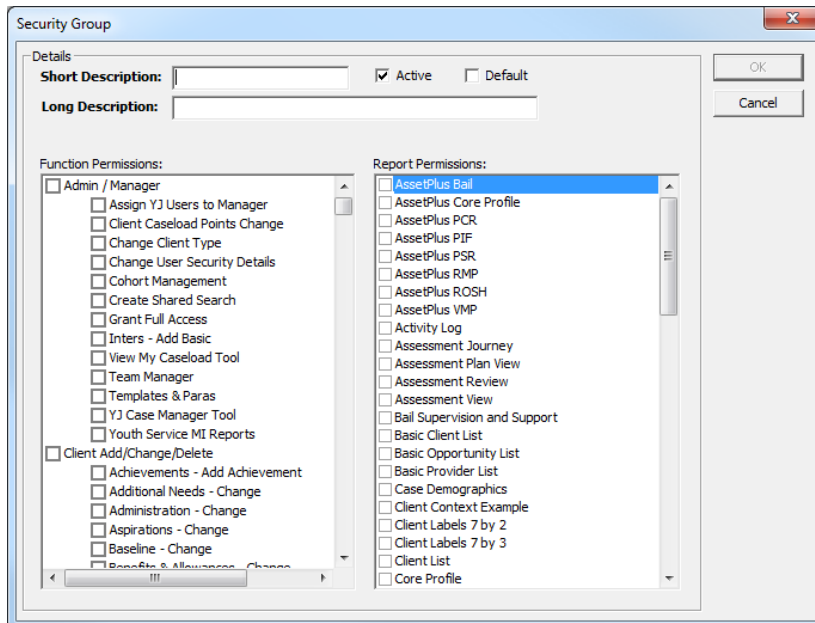 Security Group
Details
Short Description:
Active
Default
OK
Long Description:
Cancel
Function Permissions:
Admin / Manager
Assign YJ Users to Manager
Client Caseload Points Change
Change Client Type
Change User Security Details
Cohort Management
Create Shared Search
Grant Full Access
Inters - Add Basic
View My Caseload Tool
Team Manager
Templates & Paras
YJ Case Manager Tool
Youth Service MI Reports
Client Add/Change/Delete
Achievements - Add Achievement
Additional Needs - Change
Administration - Change
Aspirations - Change
Baseline - Change
Benefits & Allowances - Change
Report Permissions:
AssetPlus Bail
AssetPlus Core Profile
AssetPlus PCR
AssetPlus PIF
AssetPlus PSR
AssetPlus RMP
AssetPlus ROSH
AssetPlus VMP
Activity Log
Assessment Journey
Assessment Plan View
Assessment Review
Assessment View
Bail Supervision and Support
Basic Client List
Basic Opportunity List
Basic Provider List
Case Demographics
Client Context Example
Client Labels 7 by 2
Client Labels 7 by 3
Client List
Core Profile